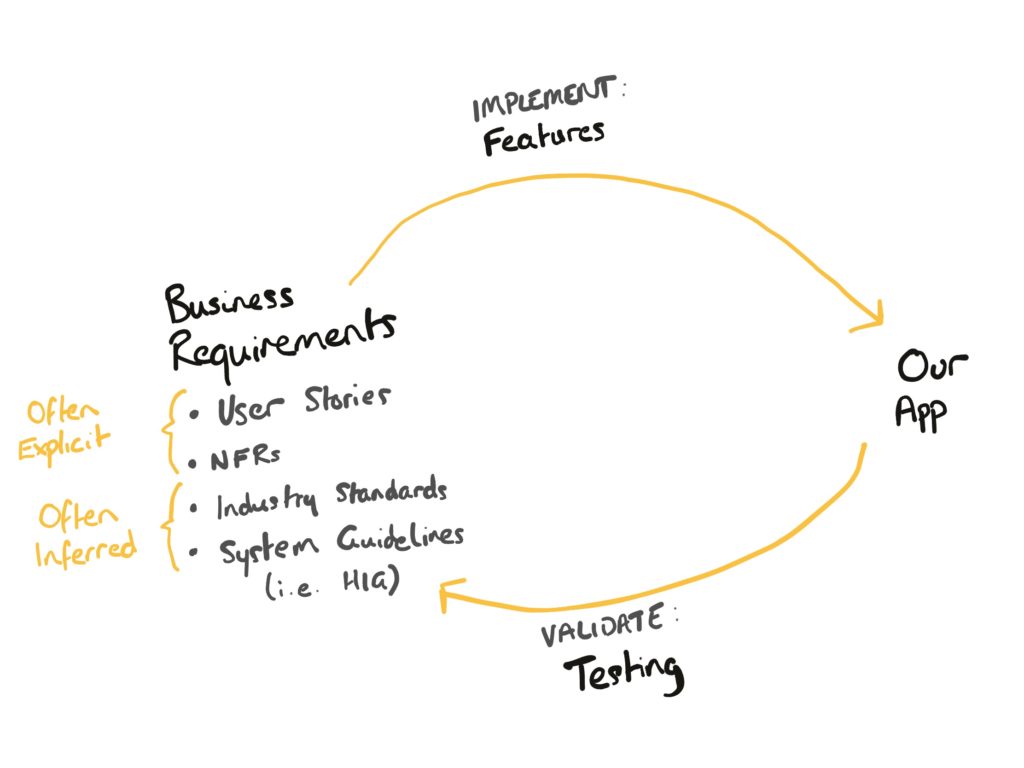 IMPLEMENT:
Features
Business
Requirements
Often
Explicit
• User Stories
• NFRs
Often
Inferred
• Industry Standards
• System Guidelines
(i.e. HIG)
Our
App
VALIDATE:
Testing